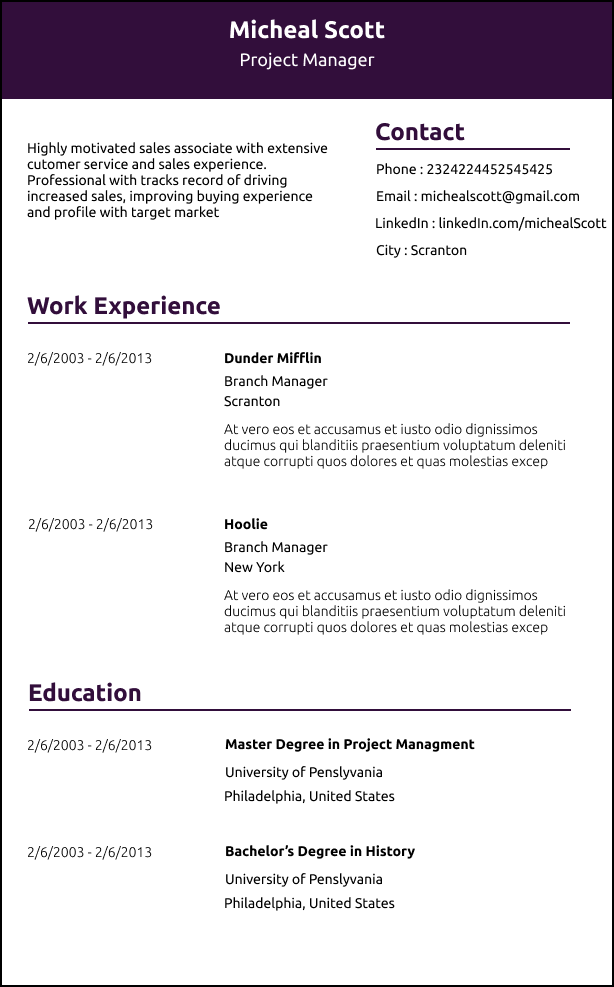 Micheal Scott
Project Manager
Highly motivated sales associate with extensive
cutomer service and sales experience.
Professional with tracks record of driving
increased sales, improving buying experience
and profile with target market
Contact
Phone : 2324224452545425
Email : michealscott@gmail.com
LinkedIn : linkedIn.com/michealScott
City : Scranton
Work Experience
2/6/2003 - 2/6/2013
Dunder Mifflin
Branch Manager
Scranton
At vero eos et accusamus et iusto odio dignissimos
ducimus qui blanditiis praesentium voluptatum deleniti
atque corrupti quos dolores et quas molestias excep
2/6/2003 - 2/6/2013
Hoolie
Branch Manager
New York
At vero eos et accusamus et iusto odio dignissimos
ducimus qui blanditiis praesentium voluptatum deleniti
atque corrupti quos dolores et quas molestias excep
Education
2/6/2003 - 2/6/2013
Master Degree in Project Managment
University of Penslyvania
Philadelphia, United States
2/6/2003 - 2/6/2013
Bachelor’s Degree in History
University of Penslyvania
Philadelphia, United States